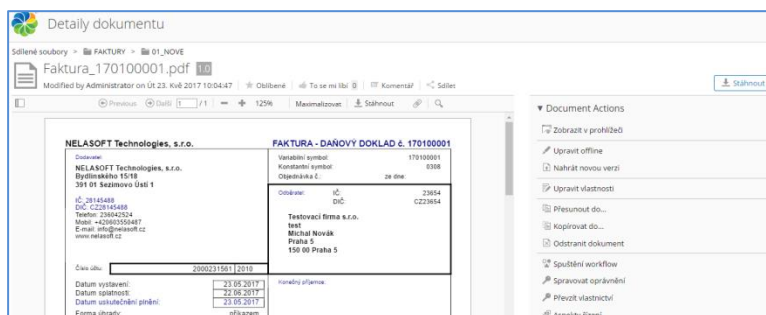 Detaily dokumentu
Sdílené soubory > FAKTURY > 01_NOVE
Faktura_170100001.pdf 1.0
Modified by Administrator on Út 23. Kvě 2017 10:04:47 Oblíbené To se mi líbí 0 Komentář Sdílet
Stáhnout
Previous Další 1 / 1 125% Maximalizovat Stáhnout
NELASOFT Technologies, s.r.o. FAKTURA - DAŇOVÝ DOKLAD č. 170100001
Dodavatel:
NELASOFT Technologies, s.r.o.
Bydlinského 15/18
391 01 Sezimovo Ústí 1
IČ: 28145488
DIČ: CZ28145488
Telefon: 236042524
Mobil: +420603550487
E-mail: info@nelasoft.cz
www.nelasoft.cz
Číslo účtu: 2000231561 2010
Datum vystavení: 23.05.2017
Datum splatnosti: 22.06.2017
Datum uskutečnění plnění: 23.05.2017
Forma úhrady: příkazem
Variabilní symbol: 170100001
Konstantní symbol: 0308
Objednávka č.: ze dne:
Odběratel: IČ: 23654
DIČ: CZ23654
Testovací firma s.r.o.
test
Michal Novák
Praha 5
150 00 Praha 5
Konečný příjemce:
Document Actions
Zobrazit v prohlížeči
Upravit offline
Nahrát novou verzi
Upravit vlastnosti
Přesunout do...
Kopírovat do...
Odstranit dokument
Spuštění workflow
Spravovat oprávnění
Převzít vlastnictví
Aspekty řízení